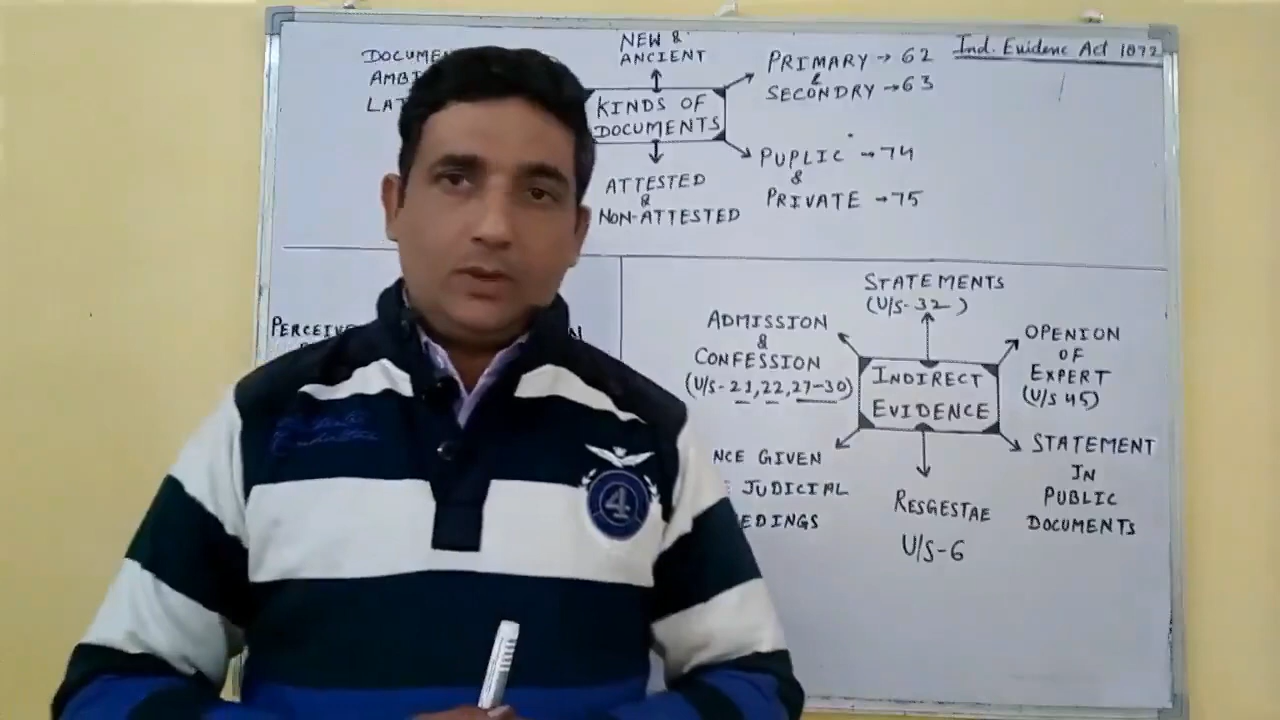 Ind. Evidenc Act 1872
NEW &
ANCIENT
KINDS OF
DOCUMENTS
ATTESTED
&
NON-ATTESTED
PRIMARY → 62
&
SECONDRY → 63
PUPLIC → 74
&
PRIVATE → 75
STATEMENTS
(U/S-32)
ADMISSION
&
CONFESSION
(U/S-21,22,27-30)
INDIRECT
EVIDENCE
OPENION
OF
EXPERT
(U/S 45)
NCE GIVEN
JUDICIAL
EDINGS
RESGESTAE
U/S-6
STATEMENT
IN
PUBLIC
DOCUMENTS
4